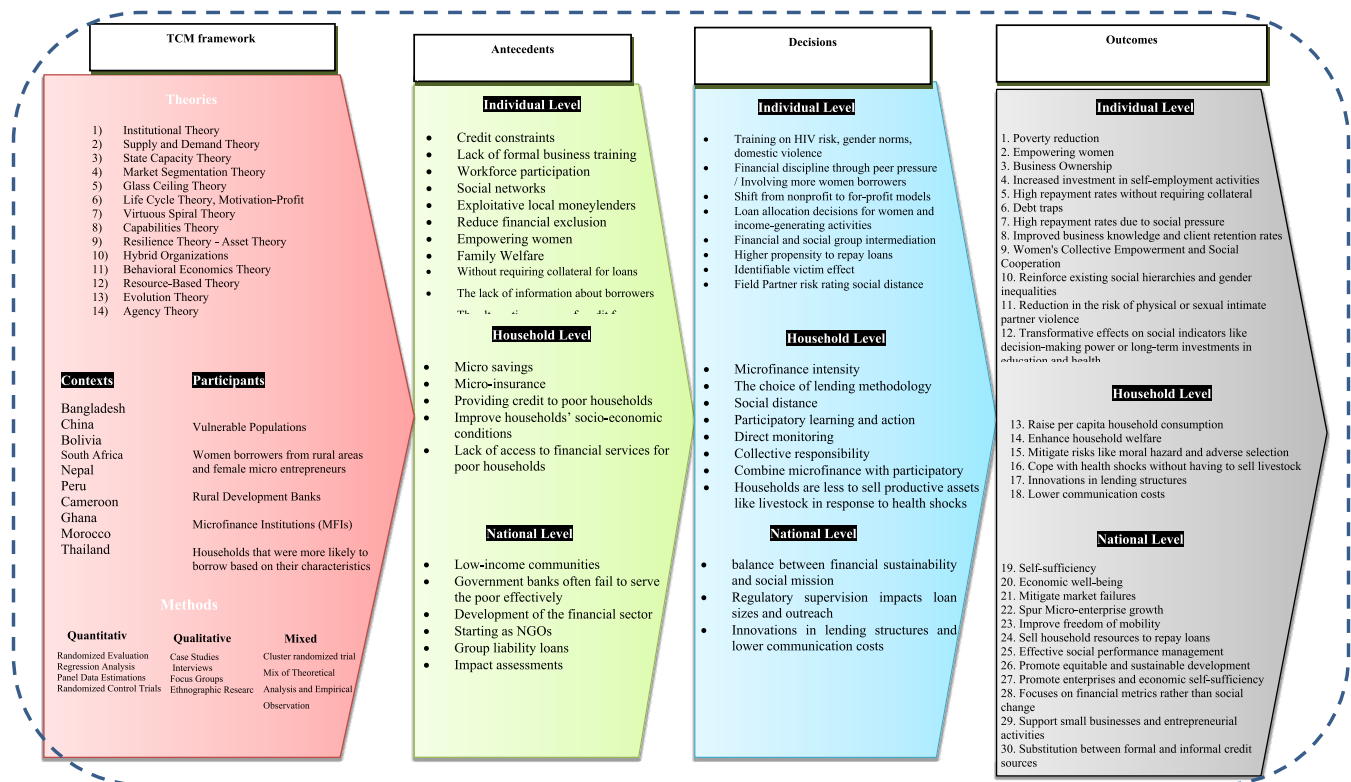 TCM framework
Theories
1) Institutional Theory
2) Supply and Demand Theory
3) State Capacity Theory
4) Market Segmentation Theory
5) Glass Ceiling Theory
6) Life Cycle Theory, Motivation-Profit
7) Virtuous Spiral Theory
8) Capabilities Theory
9) Resilience Theory - Asset Theory
10) Hybrid Organizations
11) Behavioral Economics Theory
12) Resource-Based Theory
13) Evolution Theory
14) Agency Theory
Contexts
Bangladesh
China
Bolivia
South Africa
Nepal
Peru
Cameroon
Ghana
Morocco
Thailand
Participants
Vulnerable Populations
Women borrowers from rural areas
and female micro entrepreneurs
Rural Development Banks
Microfinance Institutions (MFIs)
Households that were more likely to
borrow based on their characteristics
Methods
Quantitativ
Randomized Evaluation
Regression Analysis
Panel Data Estimations
Randomized Control Trials
Qualitative
Case Studies
Interviews
Focus Groups
Ethnographic Researc
Mixed
Cluster randomized trial
Mix of Theoretical
Analysis and Empirical
Observation
Antecedents
Individual Level
• Credit constraints
• Lack of formal business training
• Workforce participation
• Social networks
• Exploitative local moneylenders
• Reduce financial exclusion
• Empowering women
• Family Welfare
• Without requiring collateral for loans
• The lack of information about borrowers
Household Level
• Micro savings
• Micro-insurance
• Providing credit to poor households
• Improve households' socio-economic
conditions
• Lack of access to financial services for
poor households
National Level
• Low-income communities
• Government banks often fail to serve
the poor effectively
• Development of the financial sector
• Starting as NGOs
• Group liability loans
• Impact assessments
Decisions
Individual Level
• Training on HIV risk, gender norms,
domestic violence
• Financial discipline through peer pressure
/ Involving more women borrowers
• Shift from nonprofit to for-profit models
• Loan allocation decisions for women and
income-generating activities
• Financial and social group intermediation
• Higher propensity to repay loans
• Identifiable victim effect
• Field Partner risk rating social distance
Household Level
• Microfinance intensity
• The choice of lending methodology
• Social distance
• Participatory learning and action
• Direct monitoring
• Collective responsibility
• Combine microfinance with participatory
• Households are less to sell productive assets
like livestock in response to health shocks
National Level
• balance between financial sustainability
and social mission
• Regulatory supervision impacts loan
sizes and outreach
• Innovations in lending structures and
lower communication costs
Outcomes
Individual Level
1. Poverty reduction
2. Empowering women
3. Business Ownership
4. Increased investment in self-employment activities
5. High repayment rates without requiring collateral
6. Debt traps
7. High repayment rates due to social pressure
8. Improved business knowledge and client retention rates
9. Women's Collective Empowerment and Social
Cooperation
10. Reinforce existing social hierarchies and gender
inequalities
11. Reduction in the risk of physical or sexual intimate
partner violence
12. Transformative effects on social indicators like
decision-making power or long-term investments in
education and health
Household Level
13. Raise per capita household consumption
14. Enhance household welfare
15. Mitigate risks like moral hazard and adverse selection
16. Cope with health shocks without having to sell livestock
17. Innovations in lending structures
18. Lower communication costs
National Level
19. Self-sufficiency
20. Economic well-being
21. Mitigate market failures
22. Spur Micro-enterprise growth
23. Improve freedom of mobility
24. Sell household resources to repay loans
25. Effective social performance management
26. Promote equitable and sustainable development
27. Promote enterprises and economic self-sufficiency
28. Focuses on financial metrics rather than social
change
29. Support small businesses and entrepreneurial
activities
30. Substitution between formal and informal credit
sources